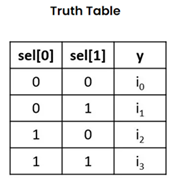 Truth Table
sel[0] sel[1] y
0 0 i₀
0 1 i₁
1 0 i₂
1 1 i₃